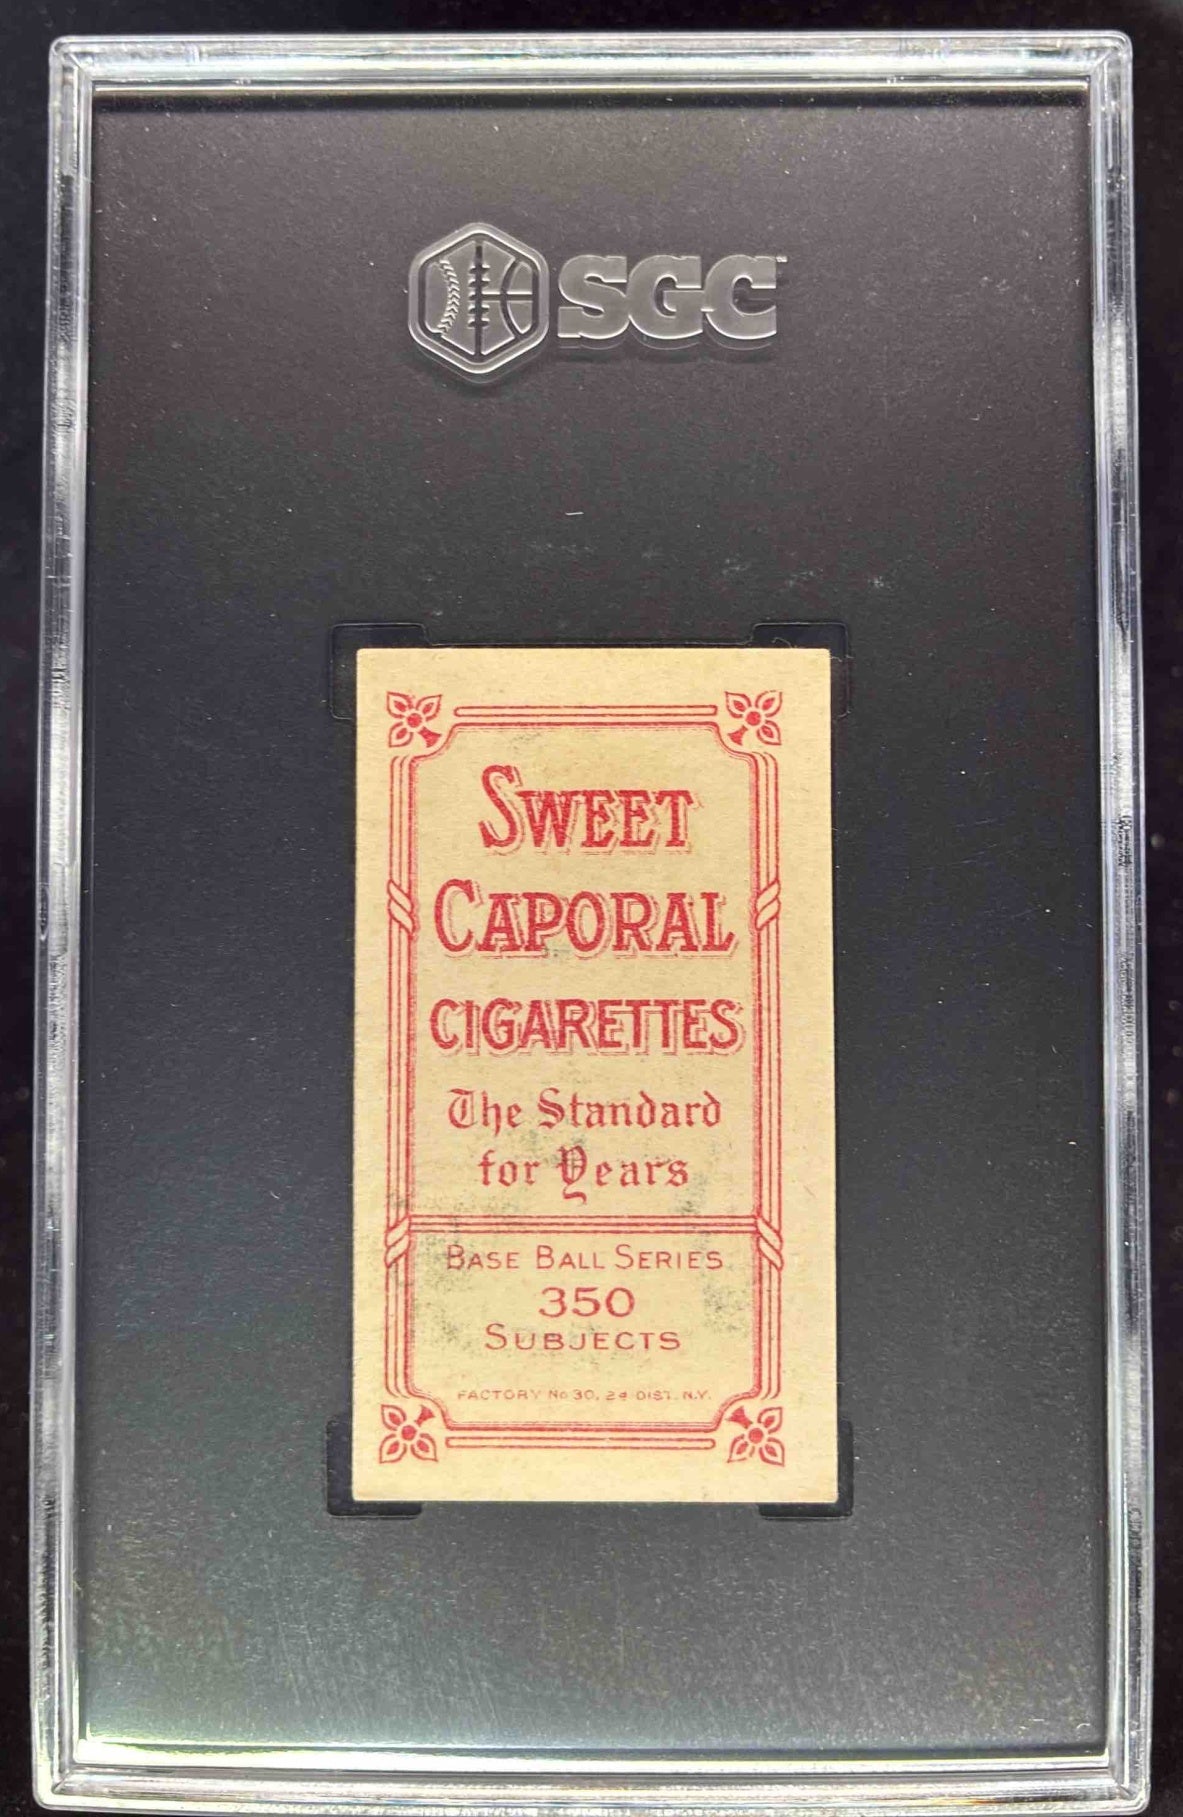 SGC
SWEET
CAPORAL
CIGARETTES
The Standard
for Years
BASE BALL SERIES
350
SUBJECTS
FACTORY No 30, 2d DIST. N.Y.